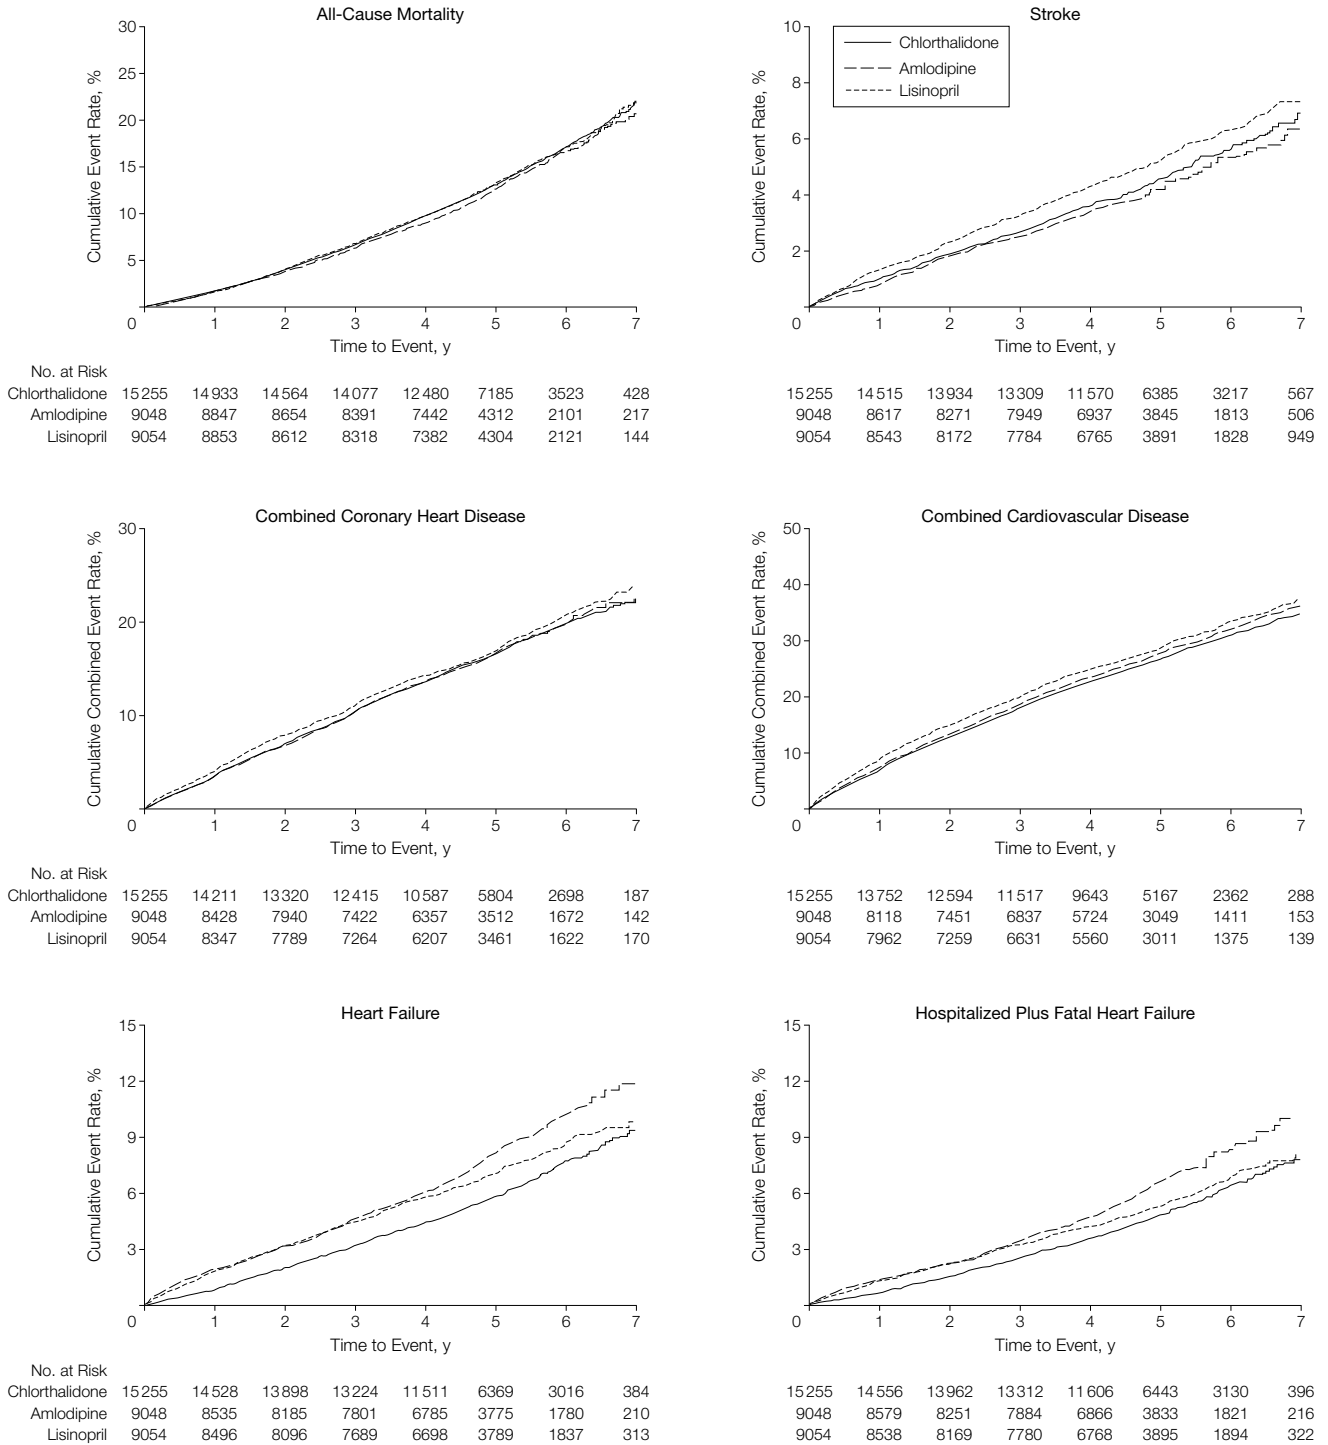 All-Cause Mortality
Cumulative Event Rate, %
30
25
20
15
10
5
0 1 2 3 4 5 6 7
Time to Event, y
No. at Risk
Chlorthalidone 15 255 14 933 14 564 14 077 12 480 7185 3523 428
Amlodipine 9048 8847 8654 8391 7442 4312 2101 217
Lisinopril 9054 8853 8612 8318 7382 4304 2121 144
Stroke
Cumulative Event Rate, %
10
8
6
4
2
0
Chlorthalidone
Amlodipine
Lisinopril
0 1 2 3 4 5 6 7
Time to Event, y
15 255 14 515 13 934 13 309 11 570 6385 3217 567
9048 8617 8271 7949 6937 3845 1813 506
9054 8543 8172 7784 6765 3891 1828 949
Combined Coronary Heart Disease
Cumulative Combined Event Rate, %
30
20
10
0 1 2 3 4 5 6 7
Time to Event, y
No. at Risk
Chlorthalidone 15 255 14 211 13 320 12 415 10 587 5804 2698 187
Amlodipine 9048 8428 7940 7422 6357 3512 1672 142
Lisinopril 9054 8347 7789 7264 6207 3461 1622 170
Combined Cardiovascular Disease
Cumulative Combined Event Rate, %
50
40
30
20
10
0 1 2 3 4 5 6 7
Time to Event, y
15 255 13 752 12 594 11 517 9643 5167 2362 288
9048 8118 7451 6837 5724 3049 1411 153
9054 7962 7259 6631 5560 3011 1375 139
Heart Failure
Cumulative Event Rate, %
15
12
9
6
3
0 1 2 3 4 5 6 7
Time to Event, y
No. at Risk
Chlorthalidone 15 255 14 528 13 898 13 224 11 511 6369 3016 384
Amlodipine 9048 8535 8185 7801 6785 3775 1780 210
Lisinopril 9054 8496 8096 7689 6698 3789 1837 313
Hospitalized Plus Fatal Heart Failure
Cumulative Event Rate, %
15
12
9
6
3
0 1 2 3 4 5 6 7
Time to Event, y
15 255 14 556 13 962 13 312 11 606 6443 3130 396
9048 8579 8251 7884 6866 3833 1821 216
9054 8538 8169 7780 6768 3895 1894 322